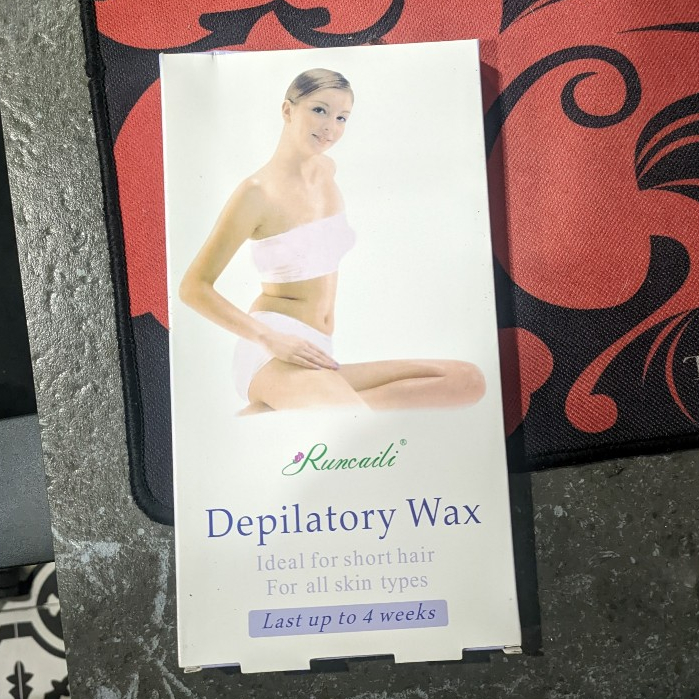 Runcaili®
Depilatory Wax
Ideal for short hair
For all skin types
Last up to 4 weeks